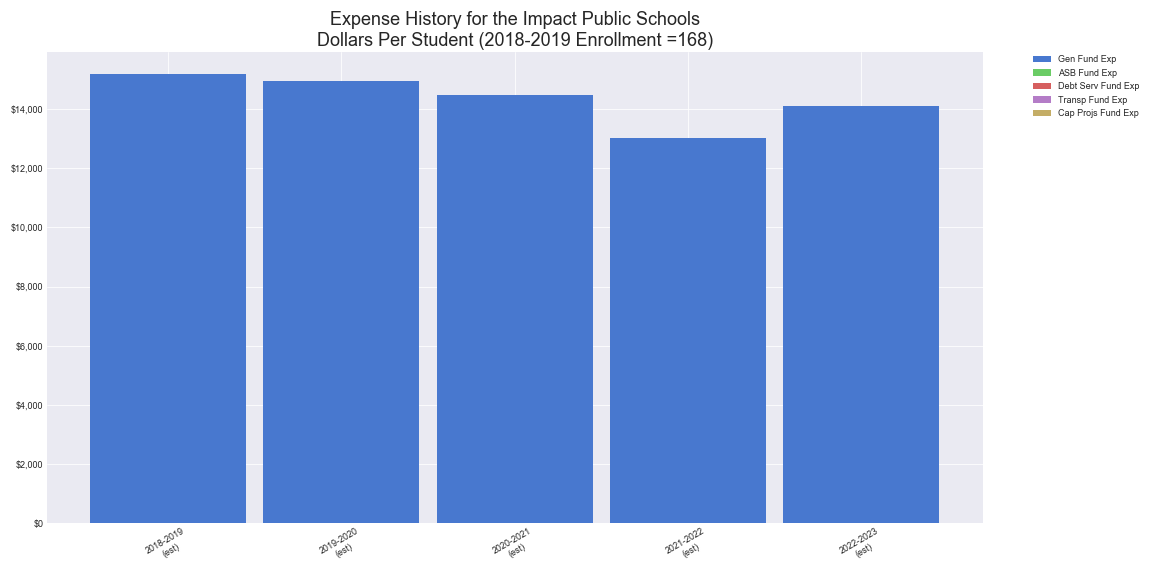 Expense History for the Impact Public Schools
Dollars Per Student (2018-2019 Enrollment =168)
Gen Fund Exp
ASB Fund Exp
Debt Serv Fund Exp
Transp Fund Exp
Cap Projs Fund Exp
$14,000
$12,000
$10,000
$8,000
$6,000
$4,000
$2,000
$0
2018-2019
(est)
2019-2020
(est)
2020-2021
(est)
2021-2022
(est)
2022-2023
(est)